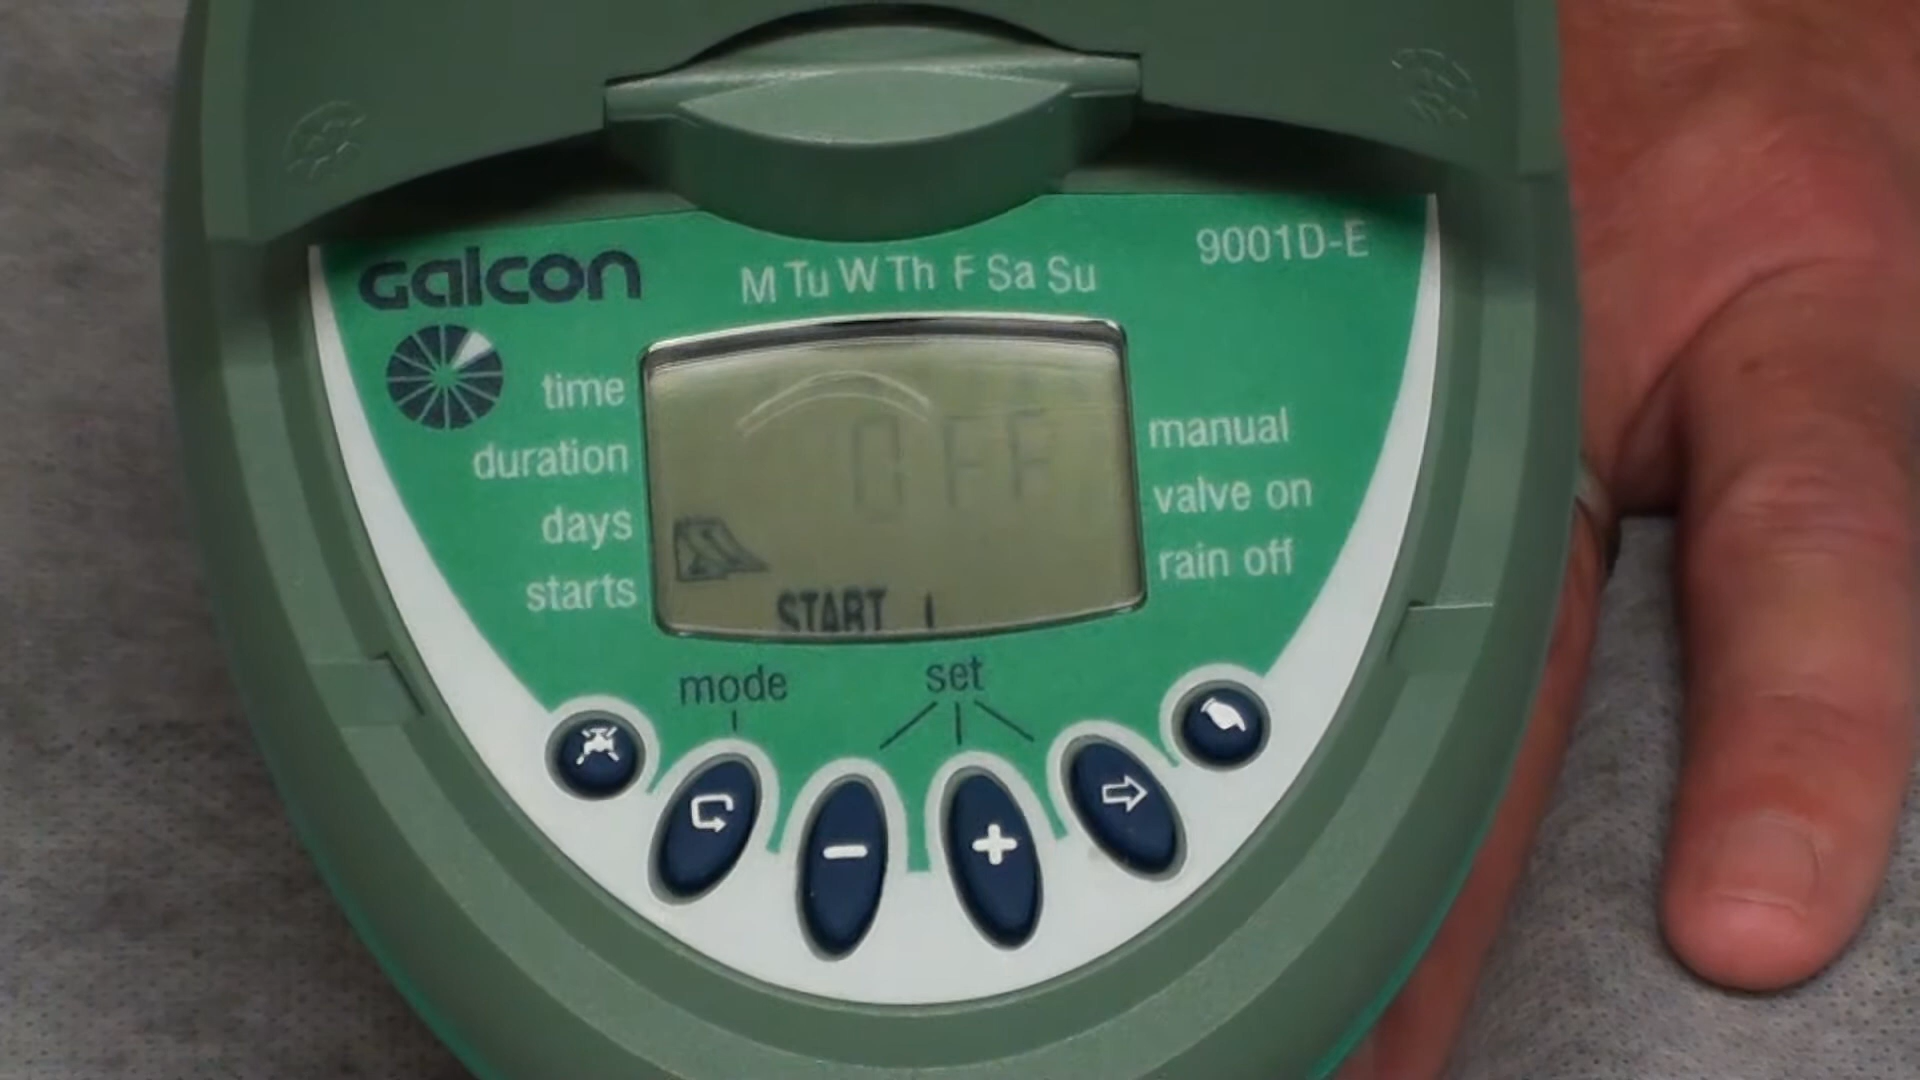 Galcon
M Tu W Th F Sa Su
9001D-E
time
duration
days
starts
OFF
START I
manual
valve on
rain off
mode
set